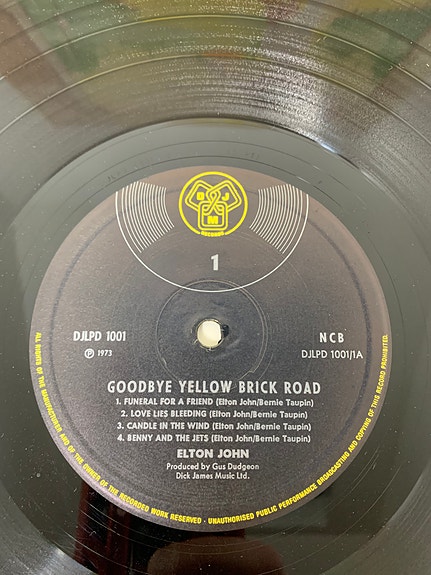 D J M
RECORDS
1
DJLPD 1001
℗ 1973
NCB
DJLPD 1001/1A
GOODBYE YELLOW BRICK ROAD
1. FUNERAL FOR A FRIEND (Elton John/Bernie Taupin)
2. LOVE LIES BLEEDING (Elton John/Bernie Taupin)
3. CANDLE IN THE WIND (Elton John/Bernie Taupin)
4. BENNY AND THE JETS (Elton John/Bernie Taupin)
ELTON JOHN
Produced by Gus Dudgeon
Dick James Music Ltd.
ALL RIGHTS OF THE MANUFACTURER AND OF THE OWNER OF THE RECORDED WORK RESERVED · UNAUTHORISED PUBLIC PERFORMANCE BROADCASTING AND COPYING OF THIS RECORD PROHIBITED.